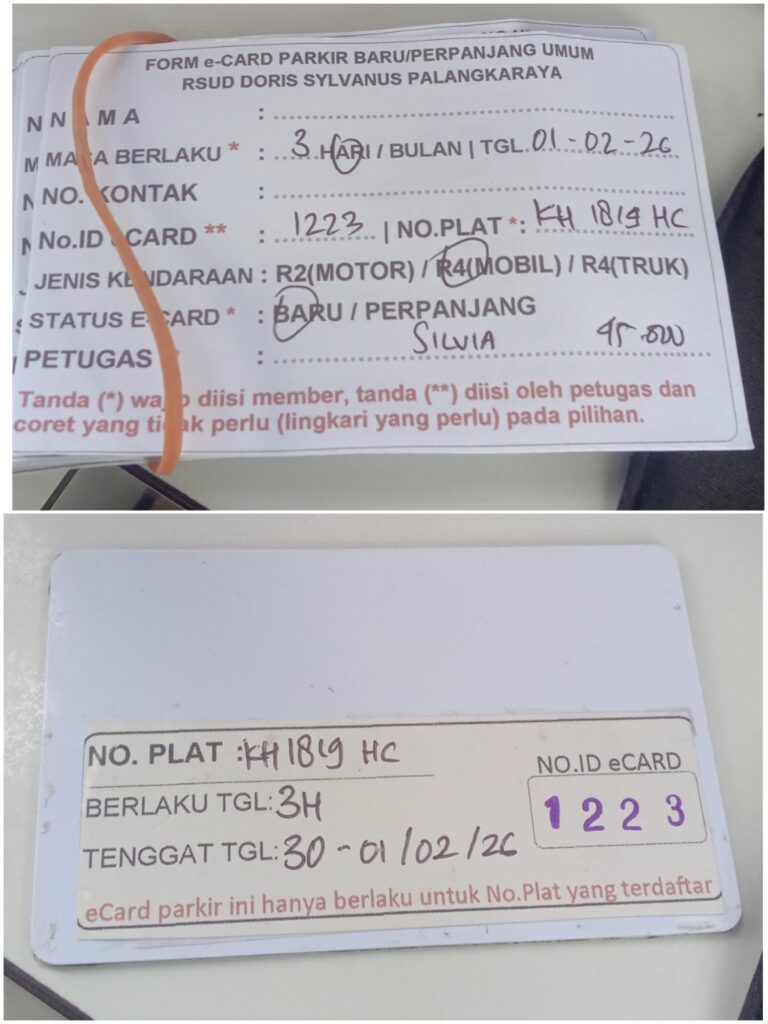 FORM e-CARD PARKIR BARU/PERPANJANG UMUM
RSUD DORIS SYLVANUS PALANGKARAYA
NAMA :
MASA BERLAKU * : 3 HARI / BULAN | TGL. 01-02-26
NO. KONTAK :
No.ID eCARD ** : 1223 | NO.PLAT *: KH 1819 HC
JENIS KENDARAAN : R2(MOTOR) / R4(MOBIL) / R4(TRUK)
STATUS E-CARD * : BARU / PERPANJANG
PETUGAS : SILVIA 45.000
Tanda (*) wajib diisi member, tanda (**) diisi oleh petugas dan
coret yang tidak perlu (lingkari yang perlu) pada pilihan.
NO. PLAT :KH 1819 HC
NO.ID eCARD
BERLAKU TGL: 3H
1223
TENGGAT TGL: 30 - 01/02/26
eCard parkir ini hanya berlaku untuk No.Plat yang terdaftar